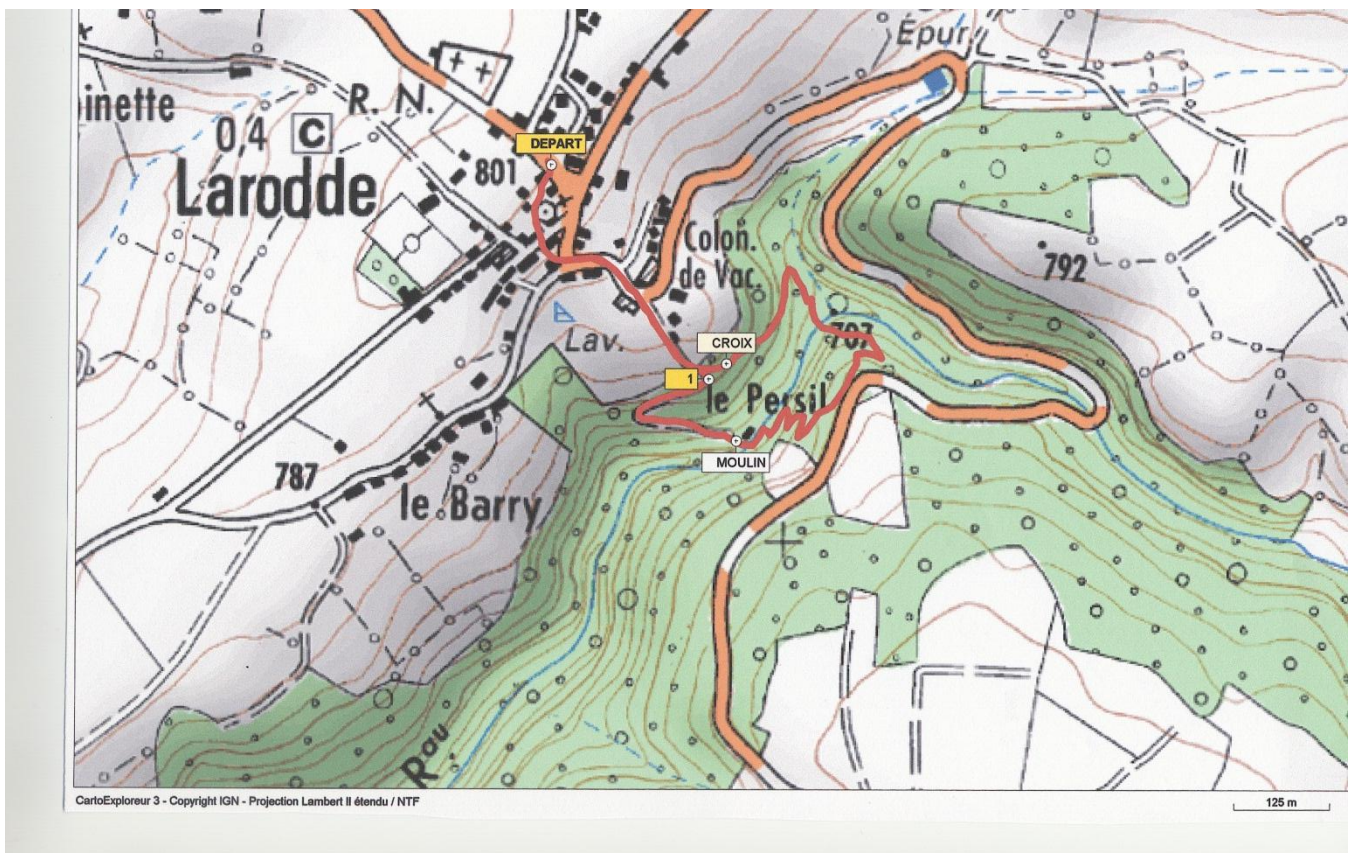 Épur.
oinette
R. N.
0,4
C
DEPART
801
Larodde
Colon.
de Vac.
792
Lav.
CROIX
707
1
le Persil
MOULIN
787
le Barry
Rau
CartoExploreur 3 - Copyright IGN - Projection Lambert II étendu / NTF
125 m